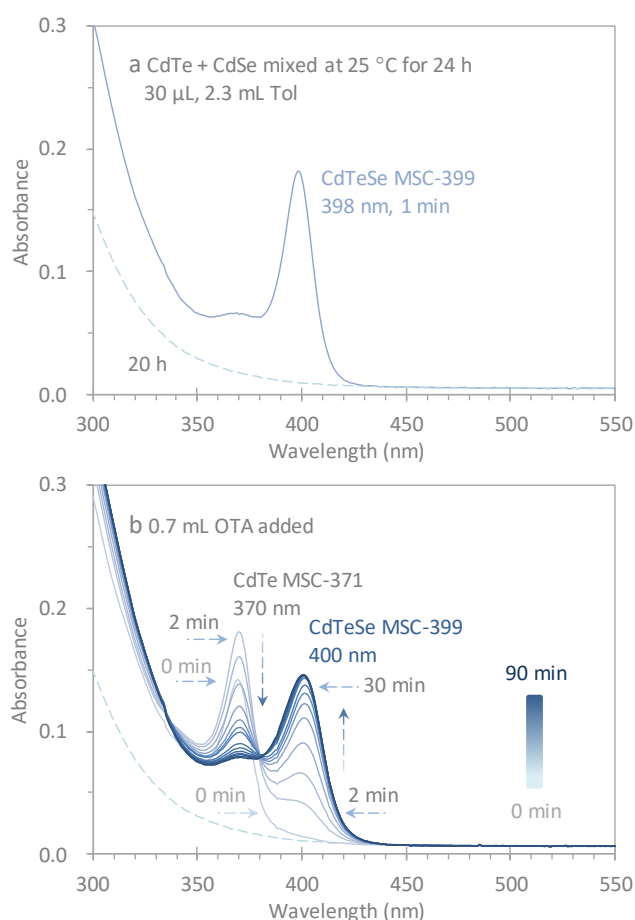 0.3
a CdTe + CdSe mixed at 25 °C for 24 h
30 µL, 2.3 mL Tol
0.2
CdTeSe MSC-399
398 nm, 1 min
Absorbance
0.1
20 h
0.0
300 350 400 450 500 550
Wavelength (nm)
0.3
b 0.7 mL OTA added
CdTe MSC-371
370 nm
2 min
0.2
CdTeSe MSC-399
400 nm
0 min
30 min
90 min
Absorbance
0.1
0 min
2 min
0 min
0.0
300 350 400 450 500 550
Wavelength (nm)